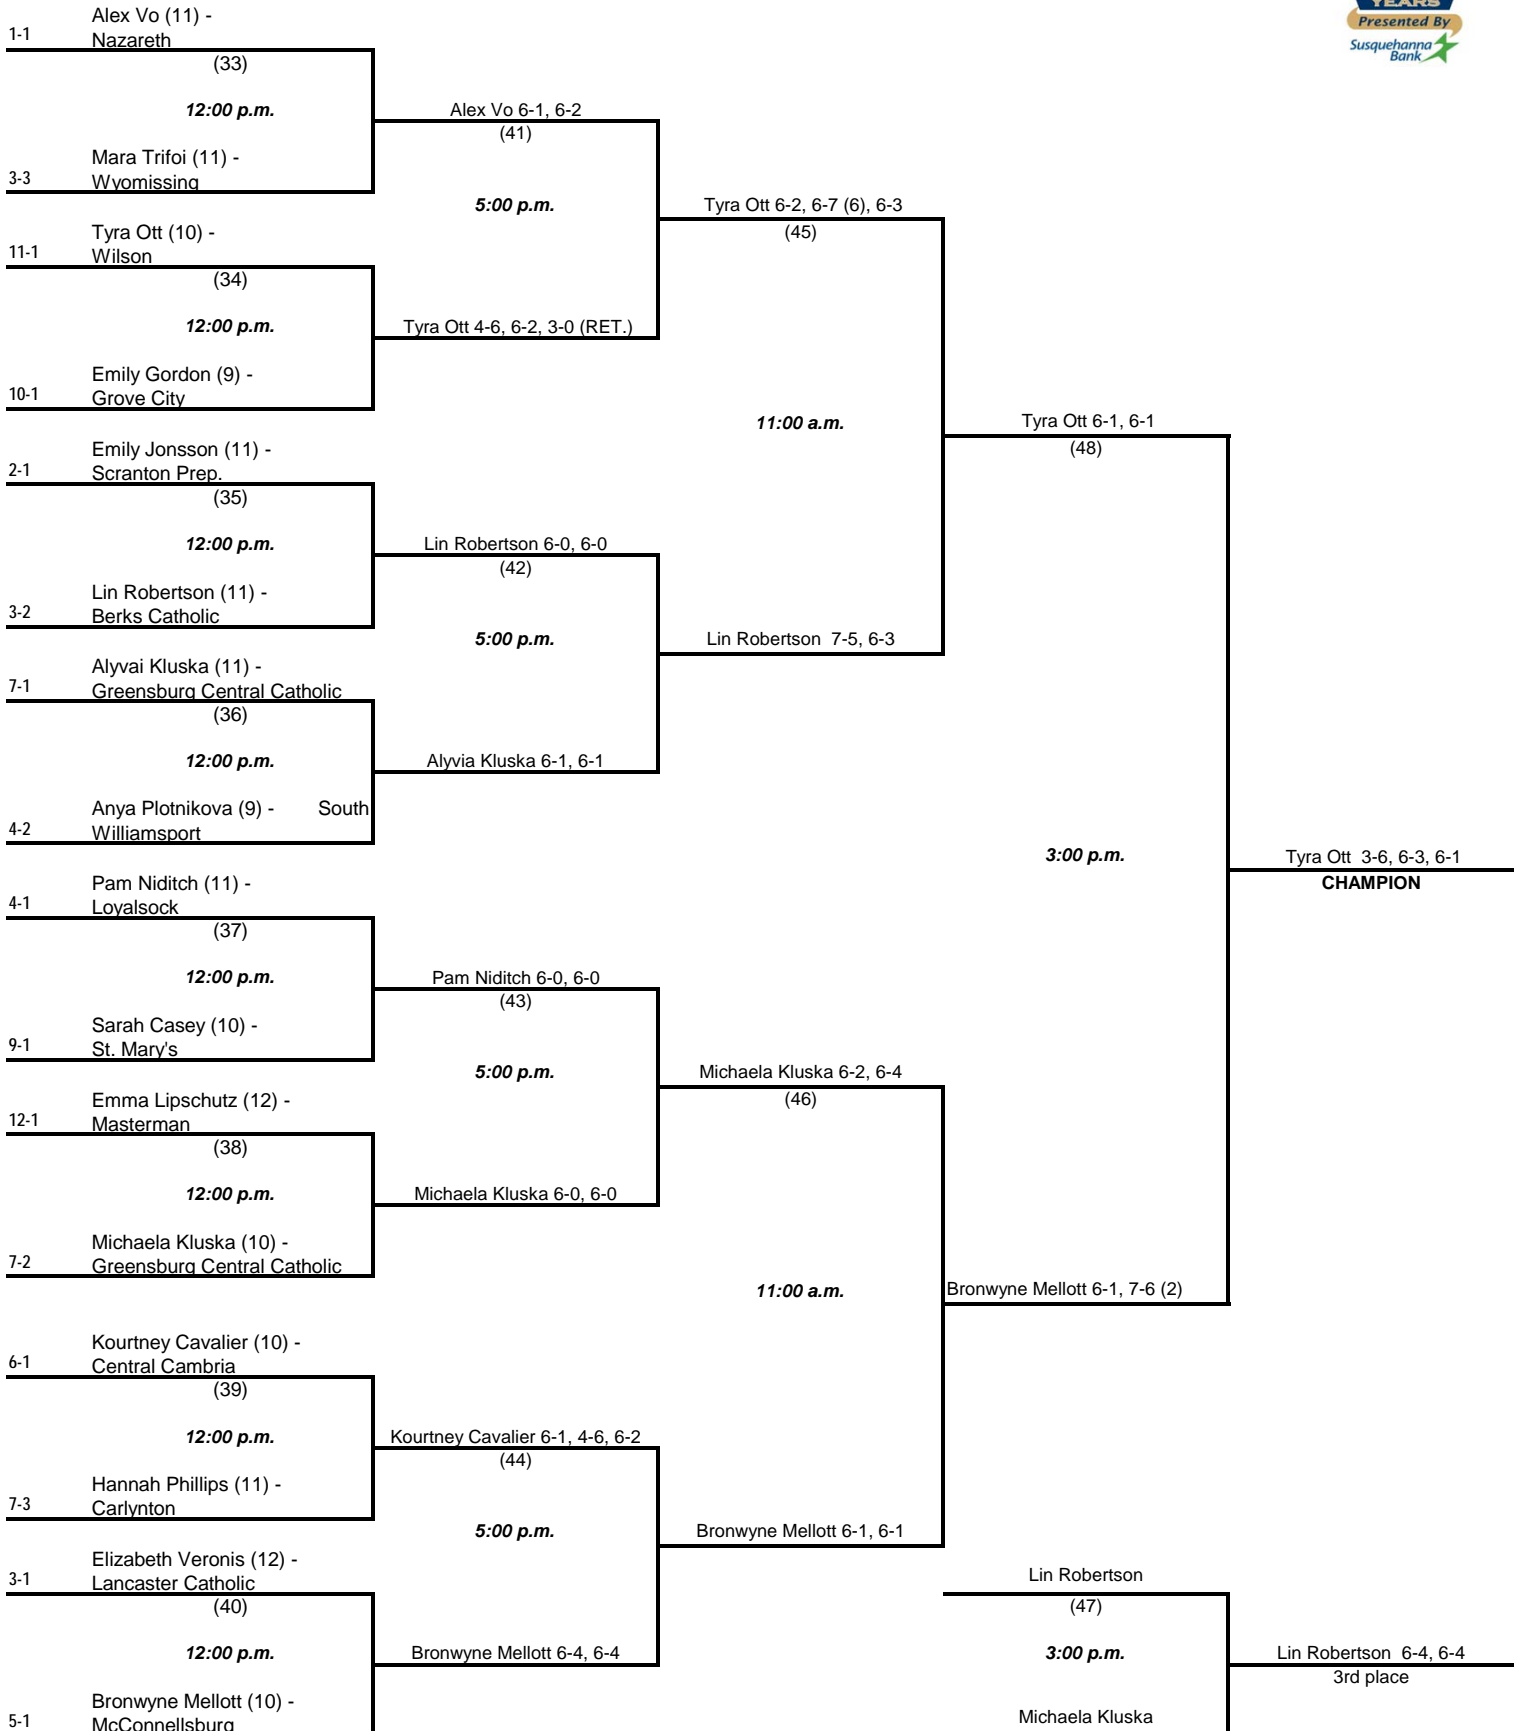 YEARS
Presented By
Susquehanna
Bank
Alex Vo (11) -
1-1
Nazareth
(33)
12:00 p.m.
Alex Vo 6-1, 6-2
(41)
Mara Trifoi (11) -
3-3
Wyomissing
5:00 p.m.
Tyra Ott 6-2, 6-7 (6), 6-3
(45)
Tyra Ott (10) -
11-1
Wilson
(34)
12:00 p.m.
Tyra Ott 4-6, 6-2, 3-0 (RET.)
Emily Gordon (9) -
10-1
Grove City
11:00 a.m.
Tyra Ott 6-1, 6-1
(48)
Emily Jonsson (11) -
2-1
Scranton Prep.
(35)
12:00 p.m.
Lin Robertson 6-0, 6-0
(42)
Lin Robertson (11) -
3-2
Berks Catholic
5:00 p.m.
Lin Robertson 7-5, 6-3
Alyvai Kluska (11) -
7-1
Greensburg Central Catholic
(36)
12:00 p.m.
Alyvia Kluska 6-1, 6-1
Anya Plotnikova (9) - South
4-2
Williamsport
3:00 p.m.
Tyra Ott 3-6, 6-3, 6-1
CHAMPION
Pam Niditch (11) -
4-1
Loyalsock
(37)
12:00 p.m.
Pam Niditch 6-0, 6-0
(43)
Sarah Casey (10) -
9-1
St. Mary's
5:00 p.m.
Michaela Kluska 6-2, 6-4
(46)
Emma Lipschutz (12) -
12-1
Masterman
(38)
12:00 p.m.
Michaela Kluska 6-0, 6-0
Michaela Kluska (10) -
7-2
Greensburg Central Catholic
11:00 a.m.
Bronwyne Mellott 6-1, 7-6 (2)
Kourtney Cavalier (10) -
6-1
Central Cambria
(39)
12:00 p.m.
Kourtney Cavalier 6-1, 4-6, 6-2
(44)
Hannah Phillips (11) -
7-3
Carlynton
5:00 p.m.
Bronwyne Mellott 6-1, 6-1
Elizabeth Veronis (12) -
3-1
Lancaster Catholic
(40)
12:00 p.m.
Bronwyne Mellott 6-4, 6-4
Bronwyne Mellott (10) -
5-1
McConnellsburg
Lin Robertson
(47)
3:00 p.m.
Lin Robertson 6-4, 6-4
3rd place
Michaela Kluska